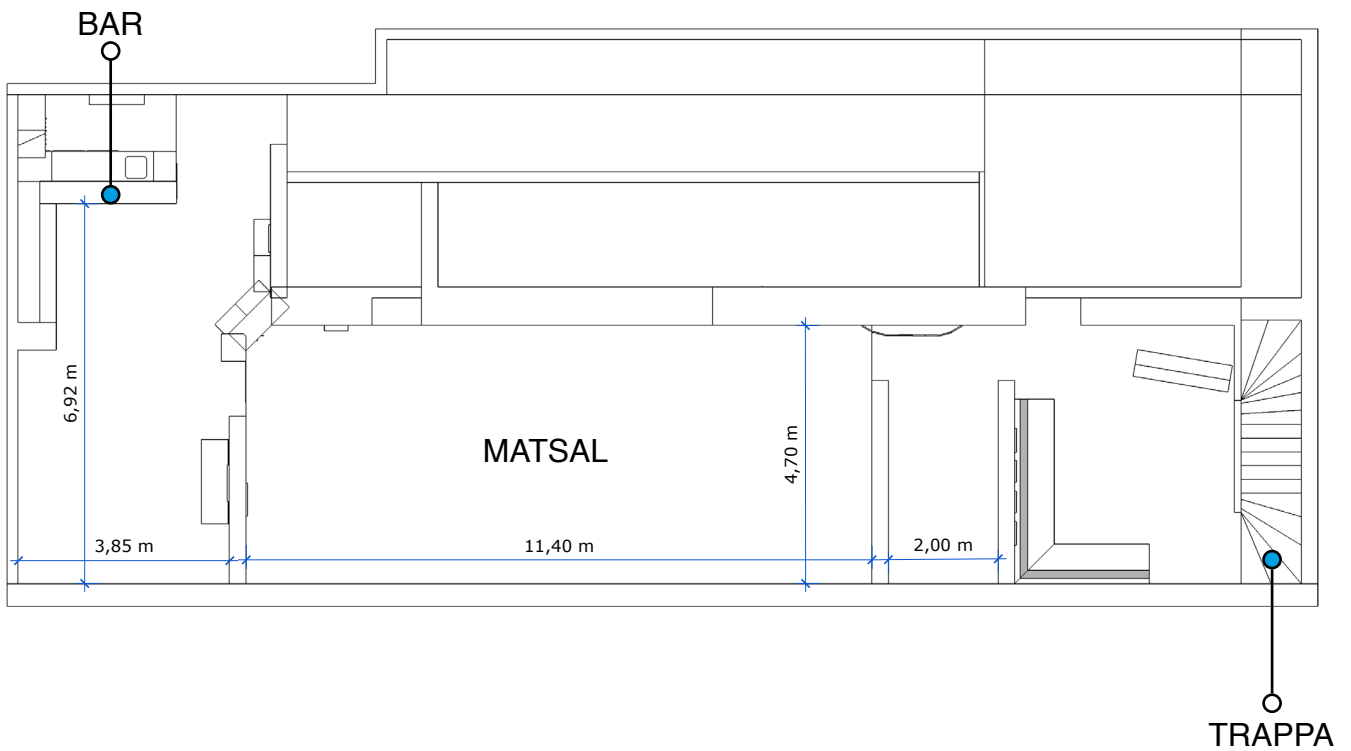 BAR
6,92 m
4,70 m
MATSAL
3,85 m
11,40 m
2,00 m
TRAPPA